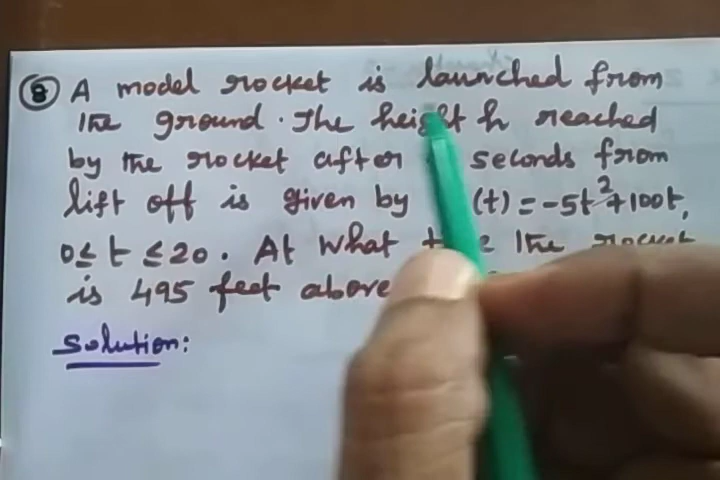 8 A model rocket is launched from
the ground. The height h reached
by the rocket after seconds from
lift off is given by (t) = -5t²+100t,
0 ≤ t ≤ 20. At what the rocket
is 495 feet above
Solution: